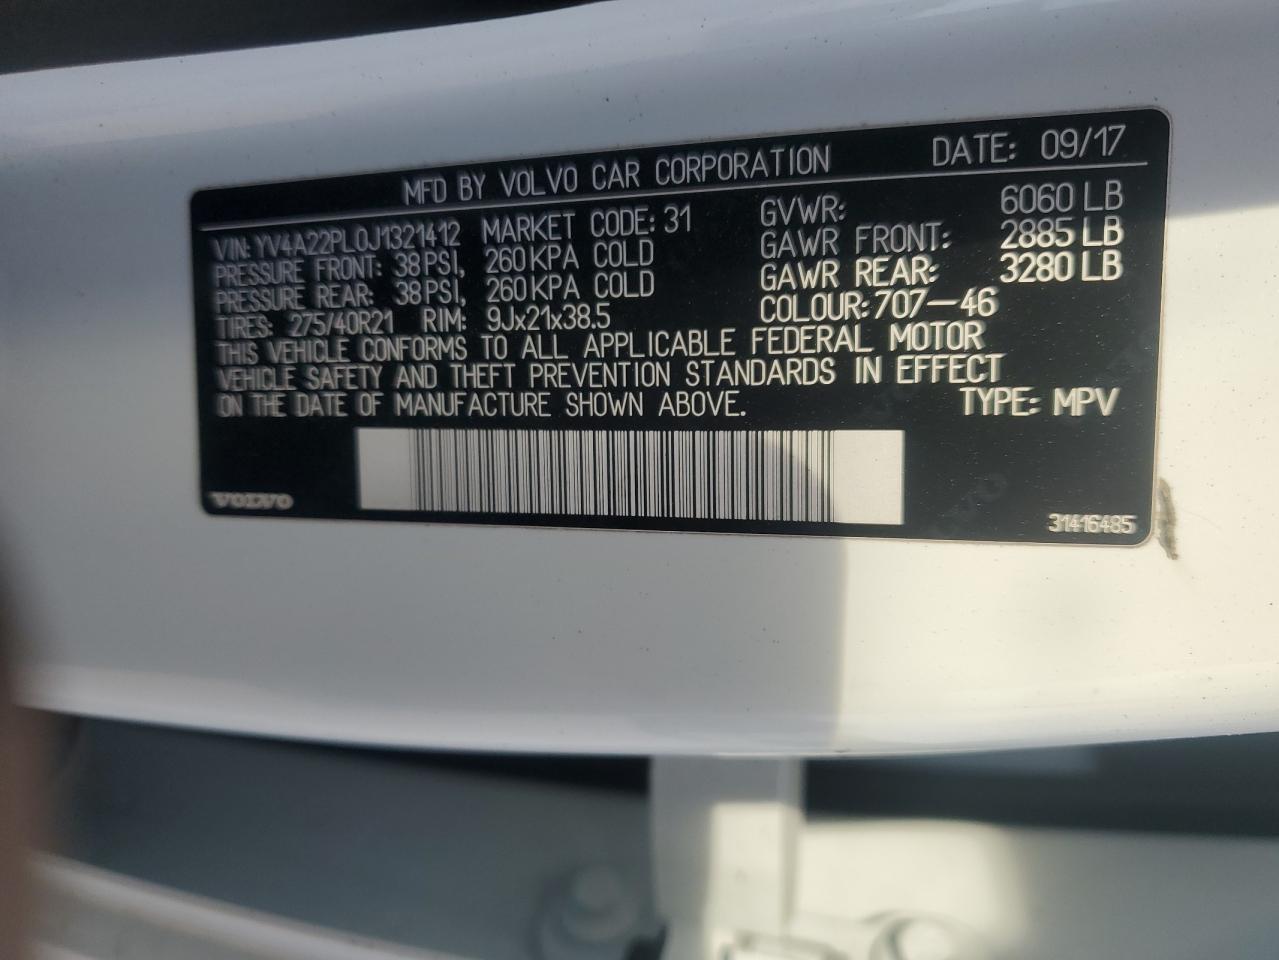 MFD BY VOLVO CAR CORPORATION DATE: 09/17
VIN: YV4A22PL0J1321412 MARKET CODE: 31 GVWR: 6060 LB
PRESSURE FRONT: 38 PSI, 260 KPA COLD GAWR FRONT: 2885 LB
PRESSURE REAR: 38 PSI, 260 KPA COLD GAWR REAR: 3280 LB
TIRES: 275/40R21 RIM: 9Jx21x38.5 COLOUR: 707-46
THIS VEHICLE CONFORMS TO ALL APPLICABLE FEDERAL MOTOR
VEHICLE SAFETY AND THEFT PREVENTION STANDARDS IN EFFECT
ON THE DATE OF MANUFACTURE SHOWN ABOVE. TYPE: MPV
VOLVO
31416485